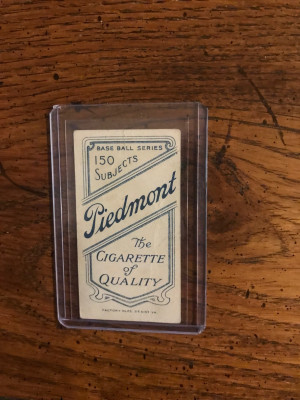 BASE BALL SERIES
150
SUBJECTS
Piedmont
The
CIGARETTE
of
QUALITY